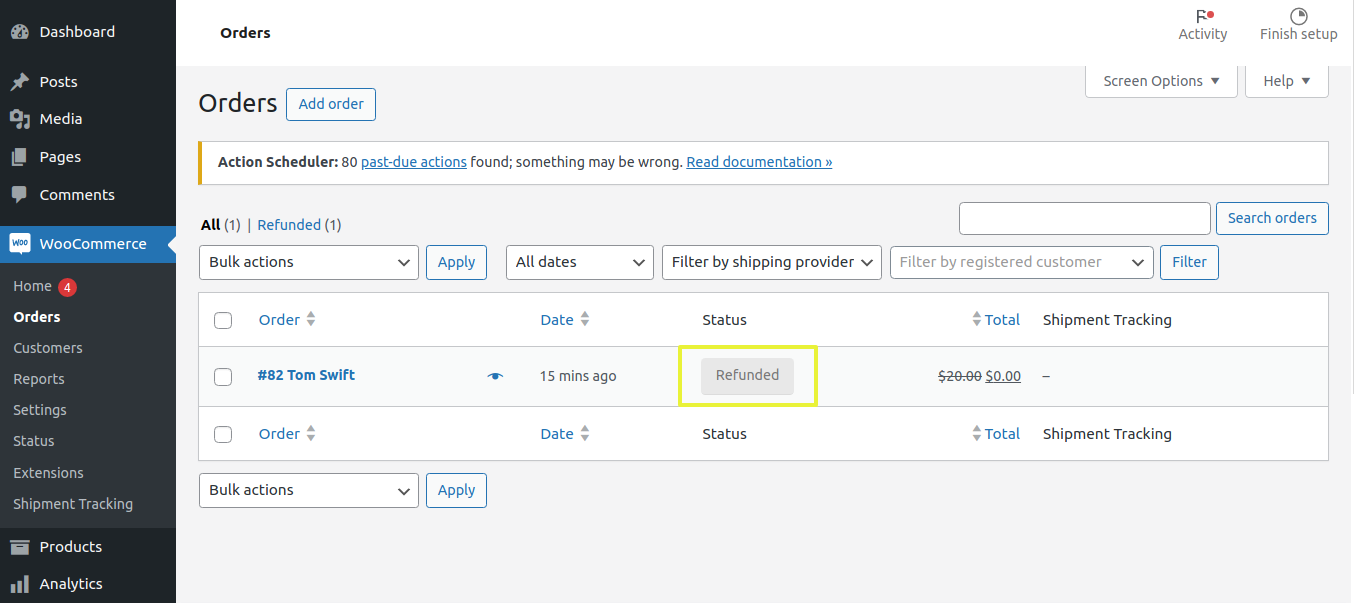 Dashboard
Posts
Media
Pages
Comments
Woo WooCommerce
Home 4
Orders
Customers
Reports
Settings
Status
Extensions
Shipment Tracking
Products
Analytics
Orders
Activity
Finish setup
Screen Options
Help
Orders Add order
Action Scheduler: 80 past-due actions found; something may be wrong. Read documentation »
All (1) | Refunded (1)
Search orders
Bulk actions Apply All dates Filter by shipping provider Filter by registered customer Filter
Order Date Status Total Shipment Tracking
#82 Tom Swift 15 mins ago Refunded $20.00 $0.00 –
Order Date Status Total Shipment Tracking
Bulk actions Apply